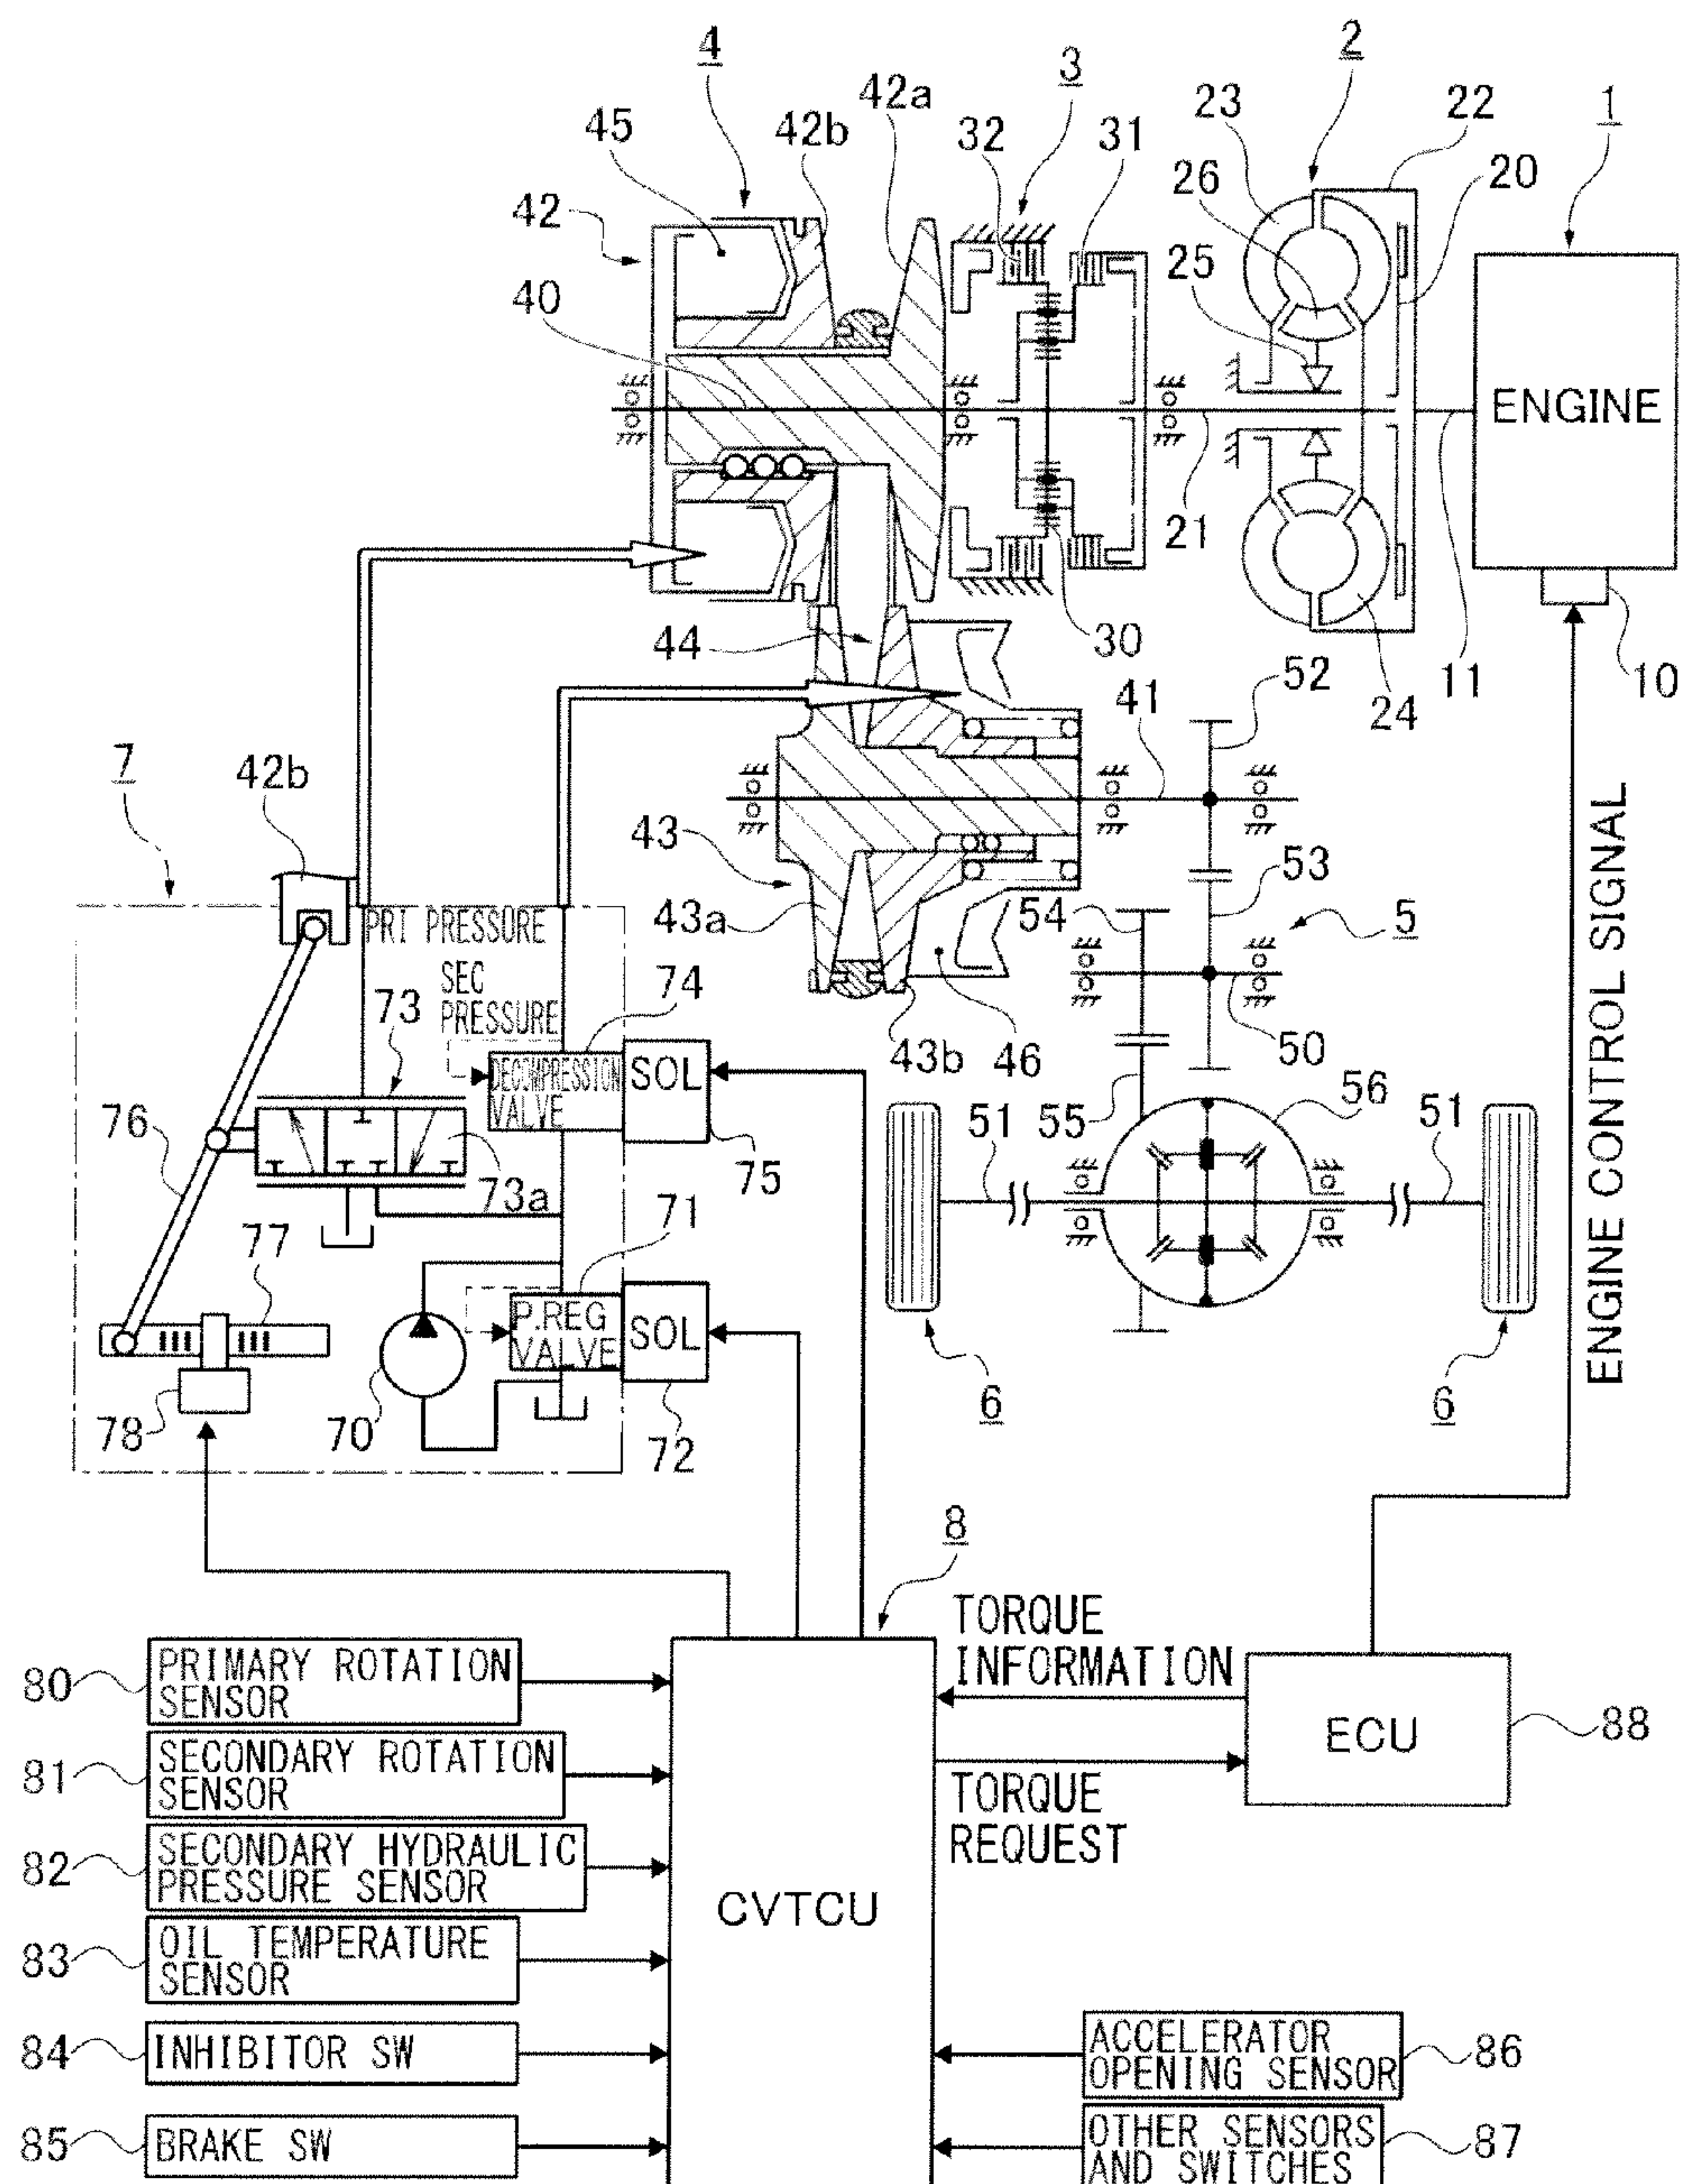 4
42a
3
2
1
45
42b
32
31
23
22
26
20
42
25
40
ENGINE
21
44
30
52
11
10
41
24
7
42b
43
53
43a
54
5
PRI PRESSURE
SEC
PRESSURE
73
74
DECOMPRESSION
VALVE
SOL
43b
46
50
76
56
51
55
51
75
73a
71
77
P.REG
VALVE
SOL
78
70
72
6
6
ENGINE CONTROL SIGNAL
8
TORQUE
INFORMATION
80
PRIMARY ROTATION
SENSOR
81
SECONDARY ROTATION
SENSOR
ECU
88
TORQUE
REQUEST
82
SECONDARY HYDRAULIC
PRESSURE SENSOR
CVTCU
83
OIL TEMPERATURE
SENSOR
84
INHIBITOR SW
ACCELERATOR
OPENING SENSOR
86
85
BRAKE SW
OTHER SENSORS
AND SWITCHES
87